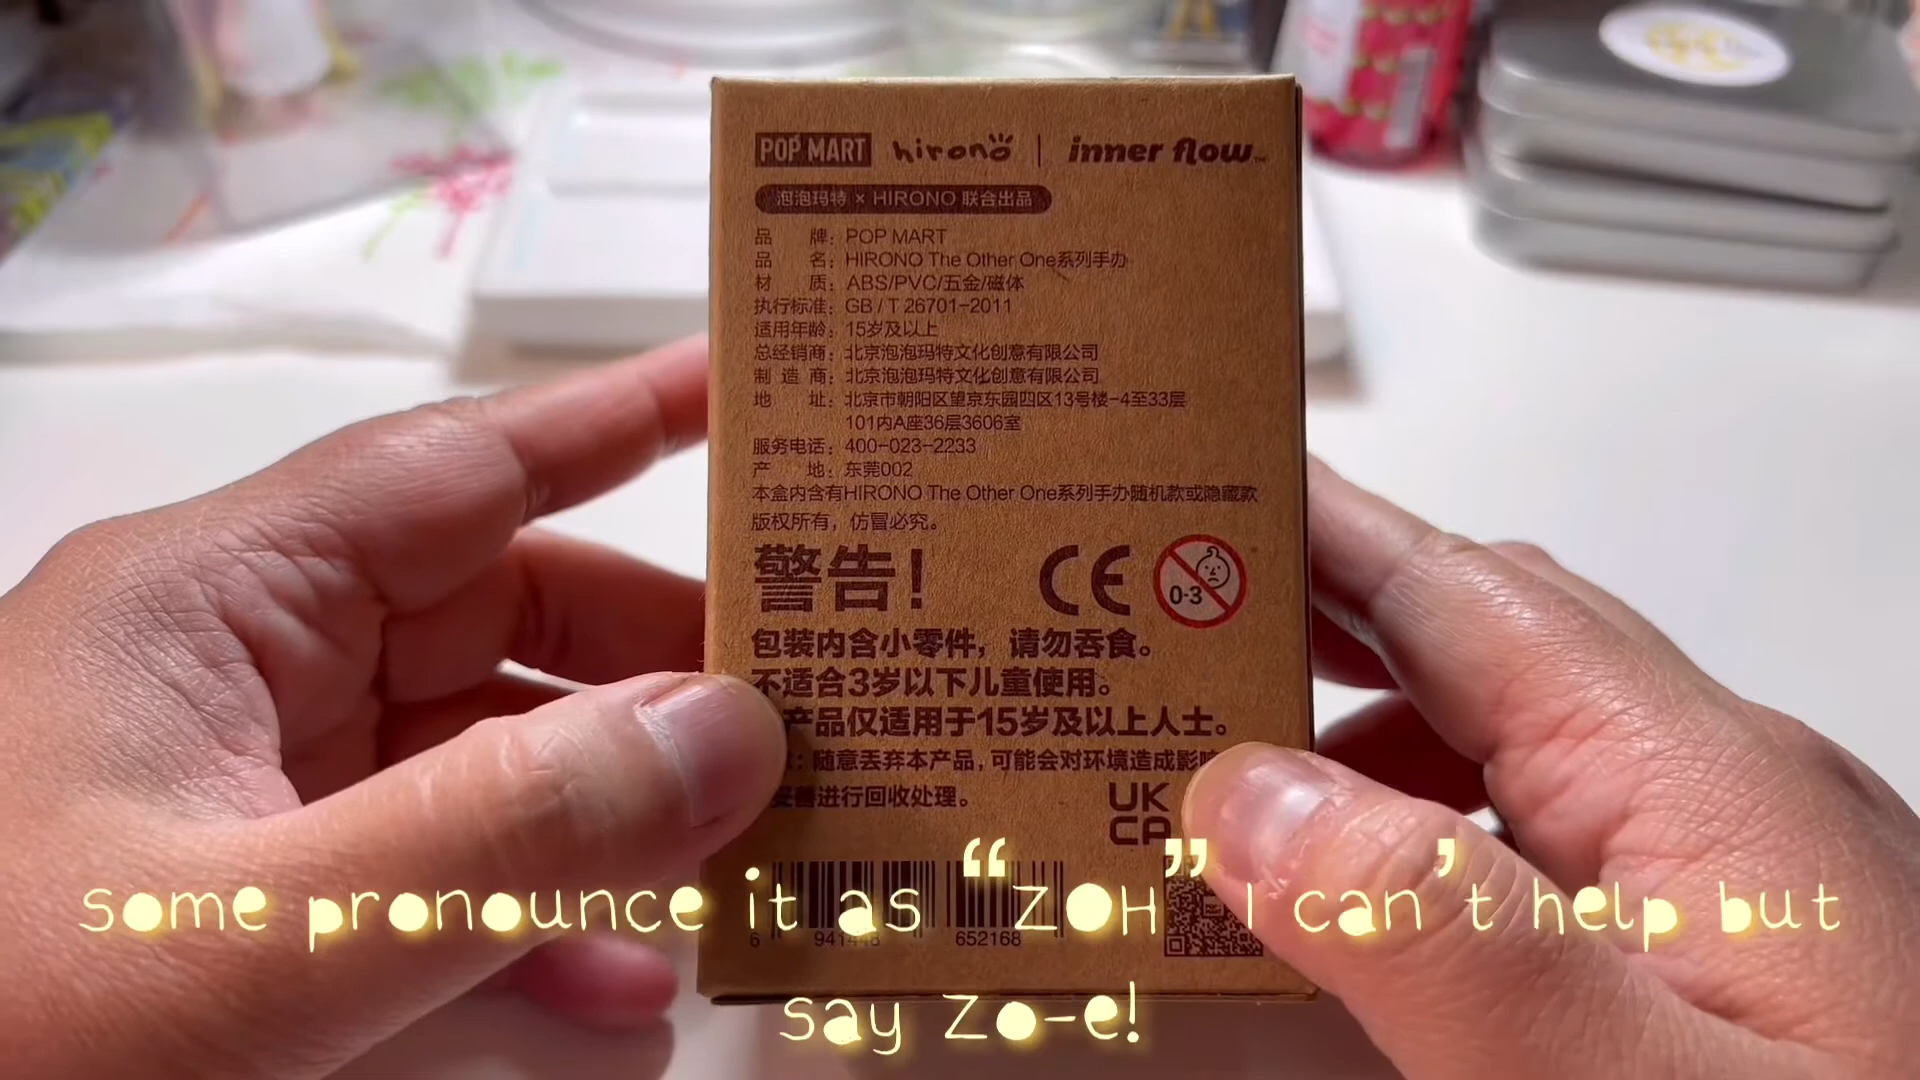 POP MART hirono | inner flow™
泡泡玛特 × HIRONO 联合出品
品 牌：POP MART
品 名：HIRONO The Other One系列手办
材 质：ABS/PVC/五金/磁体
执行标准：GB/T 26701-2011
适用年龄：15岁及以上
总经销商：北京泡泡玛特文化创意有限公司
制 造 商：北京泡泡玛特文化创意有限公司
地 址：北京市朝阳区望京东园四区13号楼-4至33层
101内A座36层3606室
服务电话：400-023-2233
产 地：东莞002
本盒内含有HIRONO The Other One系列手办随机款或隐藏款
版权所有，仿冒必究。
警告！ CE
0-3
包装内含小零件，请勿吞食。
不适合3岁以下儿童使用。
产品仅适用于15岁及以上人士。
：随意丢弃本产品，可能会对环境造成影响
妥善进行回收处理。
UK
CA
6 941448 652168
some pronounce it as “ZOH” I can’t help but
say ZO-e!